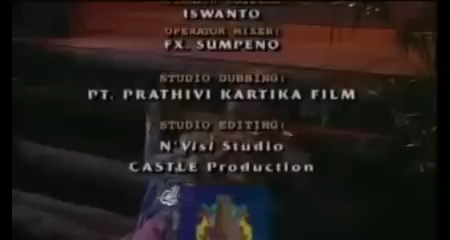 ISWANTO
OPERATOR MIXER:
FX. SUMPENO
STUDIO DUBBING:
PT. PRATHIVI KARTIKA FILM
STUDIO EDITING:
N'Visi Studio
CASTLE Production